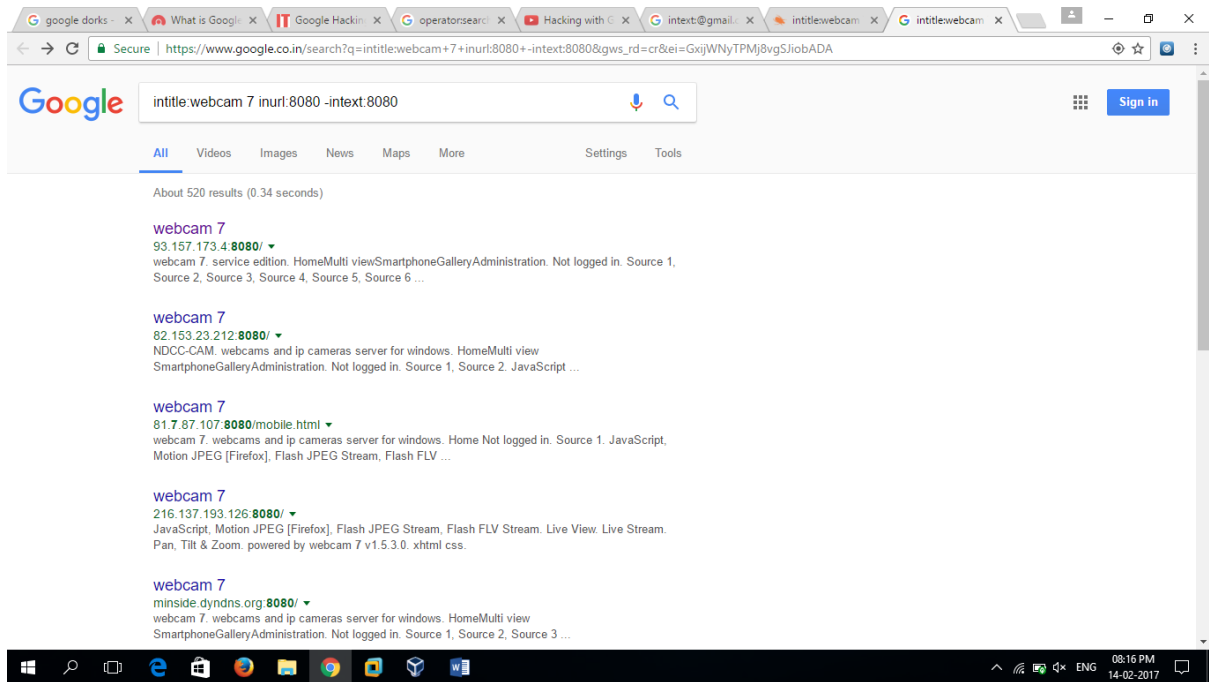 google dorks -
What is Google
Google Hackin
operator:searc
Hacking with G
intext:@gmail.c
intitle:webcam
intitle:webcam
Secure | https://www.google.co.in/search?q=intitle:webcam+7+inurl:8080+-intext:8080&gws_rd=cr&ei=GxijWNyTPMj8vgSJiobADA
Google
intitle:webcam 7 inurl:8080 -intext:8080
Sign in
All Videos Images News Maps More Settings Tools
About 520 results (0.34 seconds)
webcam 7
93.157.173.4:8080/
webcam 7. service edition. HomeMulti viewSmartphoneGalleryAdministration. Not logged in. Source 1,
Source 2, Source 3, Source 4, Source 5, Source 6 ...
webcam 7
82.153.23.212:8080/
NDCC-CAM. webcams and ip cameras server for windows. HomeMulti view
SmartphoneGalleryAdministration. Not logged in. Source 1, Source 2. JavaScript ...
webcam 7
81.7.87.107:8080/mobile.html
webcam 7. webcams and ip cameras server for windows. Home Not logged in. Source 1. JavaScript,
Motion JPEG [Firefox], Flash JPEG Stream, Flash FLV ...
webcam 7
216.137.193.126:8080/
JavaScript, Motion JPEG [Firefox], Flash JPEG Stream, Flash FLV Stream. Live View. Live Stream.
Pan, Tilt & Zoom. powered by webcam 7 v1.5.3.0. xhtml css.
webcam 7
minside.dyndns.org:8080/
webcam 7. webcams and ip cameras server for windows. HomeMulti view
SmartphoneGalleryAdministration. Not logged in. Source 1, Source 2, Source 3 ...
ENG
08:16 PM
14-02-2017